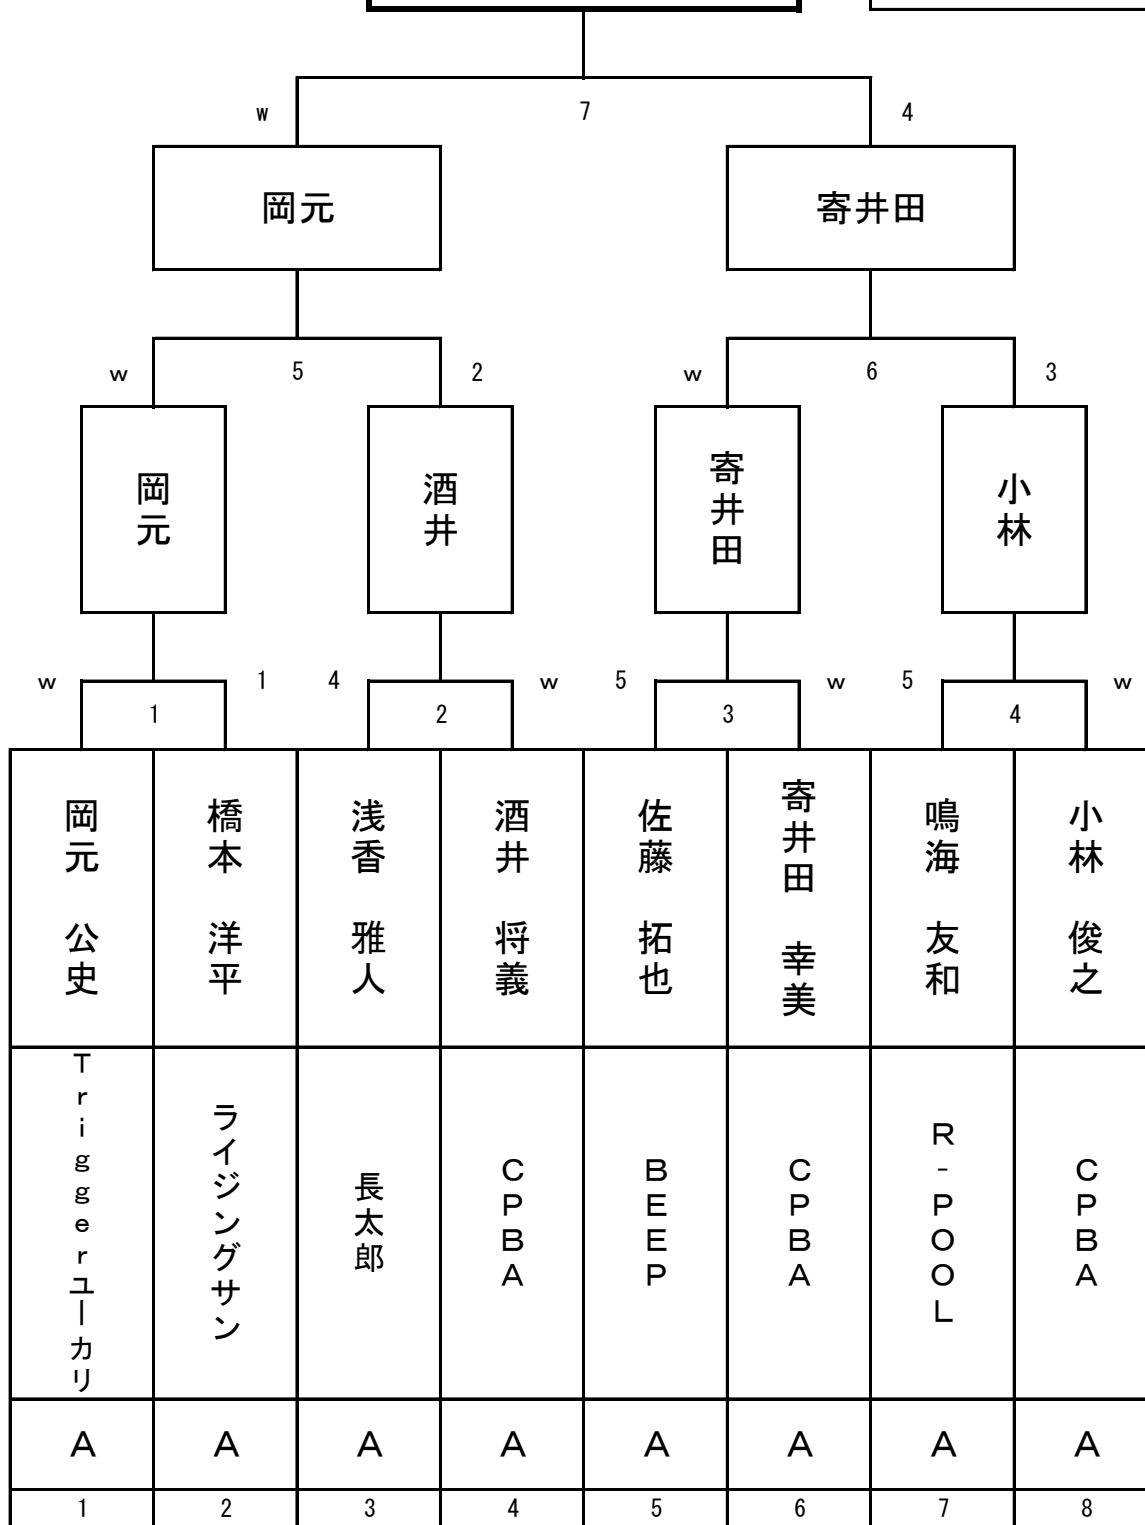 w 7 4
岡元 寄井田
w 5 2 w 6 3
岡元 酒井 寄井田 小林
w 1 4 w 5 w 5 w
1 2 3 4
岡元 公史 橋本 洋平 浅香 雅人 酒井 将義 佐藤 拓也 寄井田 幸美 鳴海 友和 小林 俊之
Triggerユーカリ ライジングサン 長太郎 CPBA BEEP CPBA R-POOL CPBA
A A A A A A A A
1 2 3 4 5 6 7 8